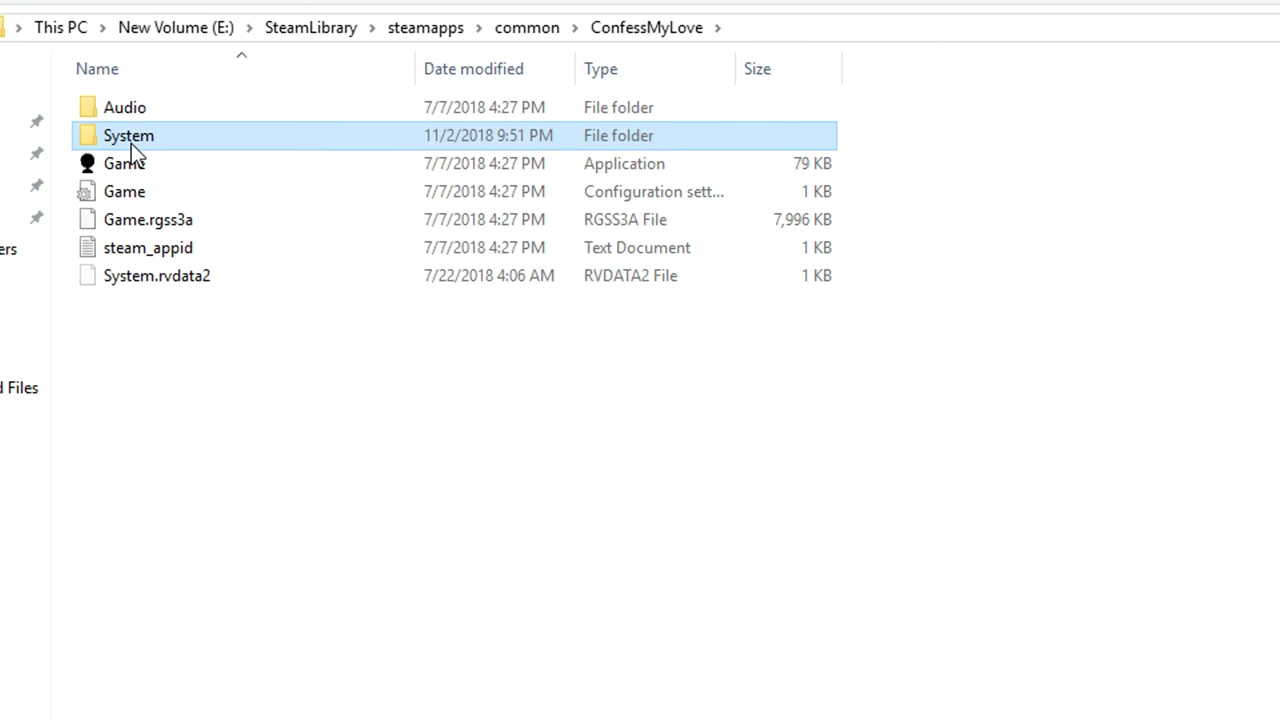 This PC > New Volume (E:) > SteamLibrary > steamapps > common > ConfessMyLove >
Name Date modified Type Size
Audio 7/7/2018 4:27 PM File folder
System 11/2/2018 9:51 PM File folder
Game 7/7/2018 4:27 PM Application 79 KB
Game 7/7/2018 4:27 PM Configuration sett... 1 KB
Game.rgss3a 7/7/2018 4:27 PM RGSS3A File 7,996 KB
ers
steam_appid 7/7/2018 4:27 PM Text Document 1 KB
System.rvdata2 7/22/2018 4:06 AM RVDATA2 File 1 KB
d Files